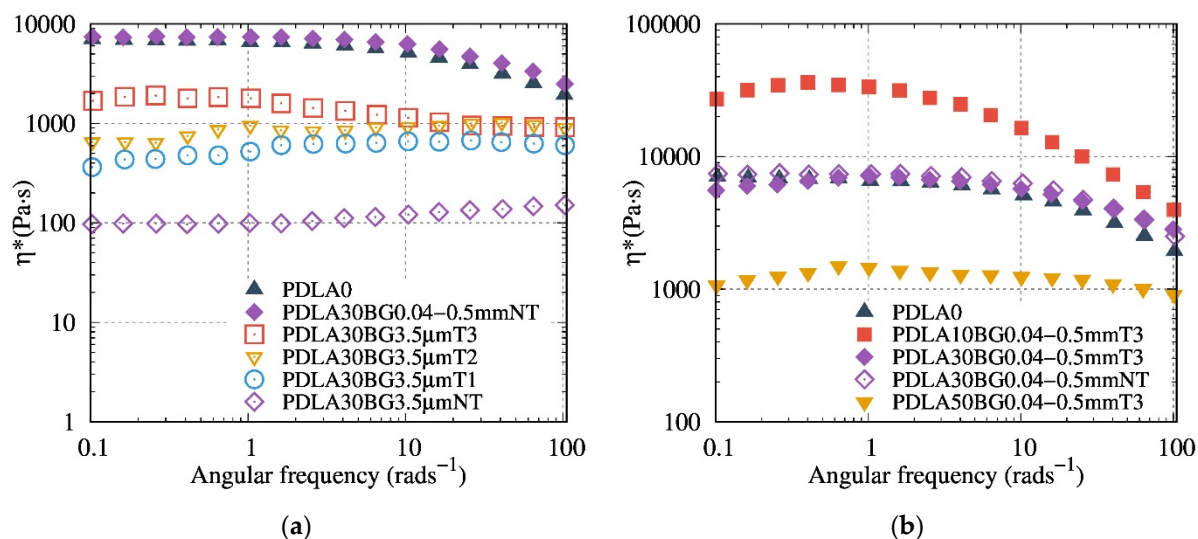 10000
1000
100
10
1
η*(Pa·s)
PDLA0
PDLA30BG0.04−0.5mmNT
PDLA30BG3.5μmT3
PDLA30BG3.5μmT2
PDLA30BG3.5μmT1
PDLA30BG3.5μmNT
0.1 1 10 100
Angular frequency (rads⁻¹)
(a)
100000
10000
1000
100
η*(Pa·s)
PDLA0
PDLA10BG0.04−0.5mmT3
PDLA30BG0.04−0.5mmT3
PDLA30BG0.04−0.5mmNT
PDLA50BG0.04−0.5mmT3
0.1 1 10 100
Angular frequency (rads⁻¹)
(b)